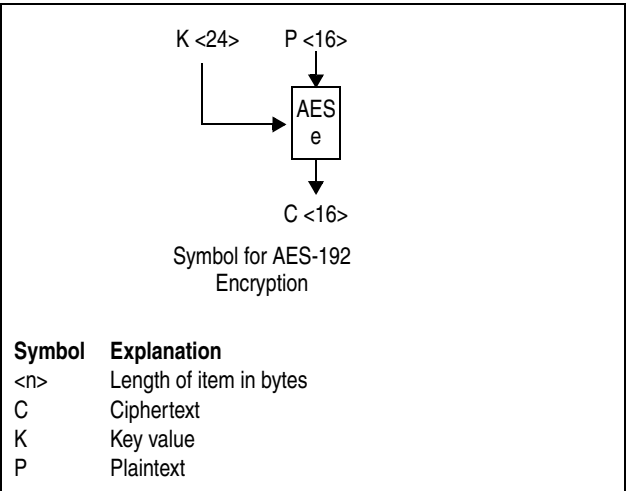 K <24> P <16>
AES
e
C <16>
Symbol for AES-192
Encryption
Symbol Explanation
<n> Length of item in bytes
C Ciphertext
K Key value
P Plaintext